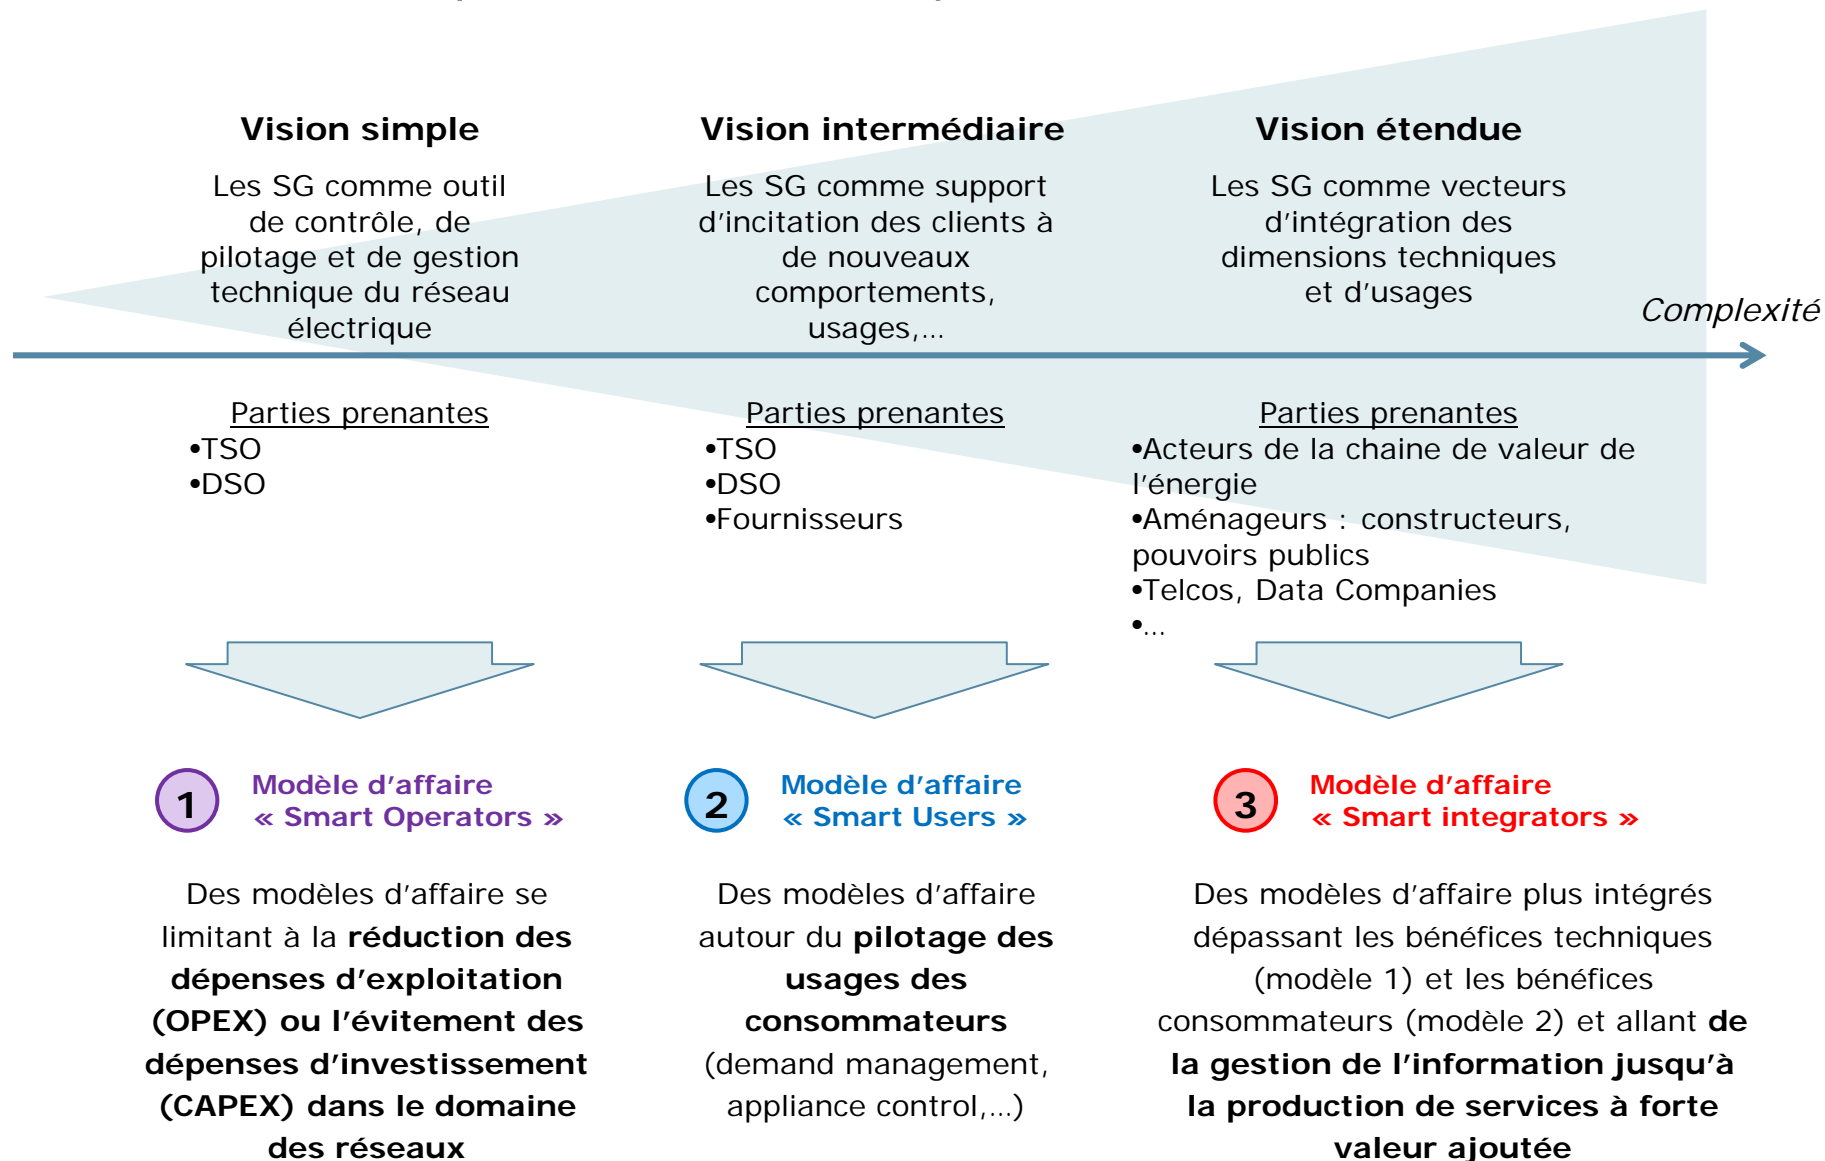 Vision simple
Les SG comme outil
de contrôle, de
pilotage et de gestion
technique du réseau
électrique
Vision intermédiaire
Les SG comme support
d'incitation des clients à
de nouveaux
comportements,
usages,...
Vision étendue
Les SG comme vecteurs
d'intégration des
dimensions techniques
et d'usages
Complexité
Parties prenantes
•TSO
•DSO
Parties prenantes
•TSO
•DSO
•Fournisseurs
Parties prenantes
•Acteurs de la chaine de valeur de
l'énergie
•Aménageurs : constructeurs,
pouvoirs publics
•Telcos, Data Companies
•...
1
Modèle d'affaire
« Smart Operators »
Des modèles d'affaire se
limitant à la réduction des
dépenses d'exploitation
(OPEX) ou l'évitement des
dépenses d'investissement
(CAPEX) dans le domaine
des réseaux
2
Modèle d'affaire
« Smart Users »
Des modèles d'affaire
autour du pilotage des
usages des
consommateurs
(demand management,
appliance control,...)
3
Modèle d'affaire
« Smart integrators »
Des modèles d'affaire plus intégrés
dépassant les bénéfices techniques
(modèle 1) et les bénéfices
consommateurs (modèle 2) et allant de
la gestion de l'information jusqu'à
la production de services à forte
valeur ajoutée